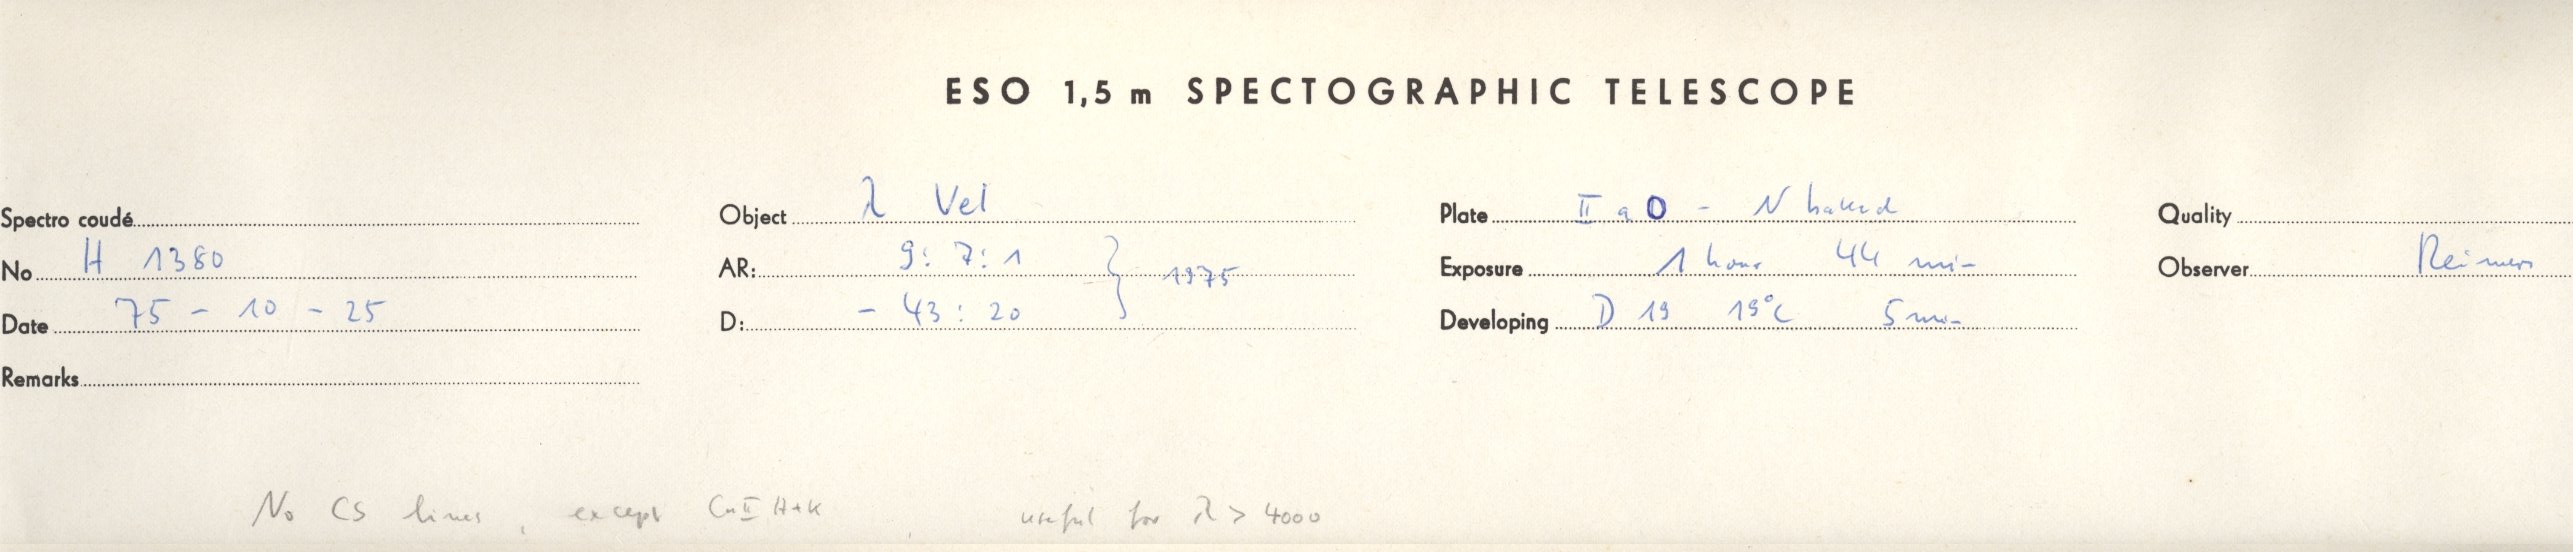 ESO 1,5 m SPECTOGRAPHIC TELESCOPE
Spectro coudé Object λ Vel Plate II a O - N baked Quality
No H 1380 AR: 9: 7: 1 } 1975 Exposure 1 hour 44 min Observer Reimers
Date 75 - 10 - 25 D: - 43 : 20 Developing D 19 19°C 5 min
Remarks
No CS lines, except Ca II H+K useful for λ > 4000